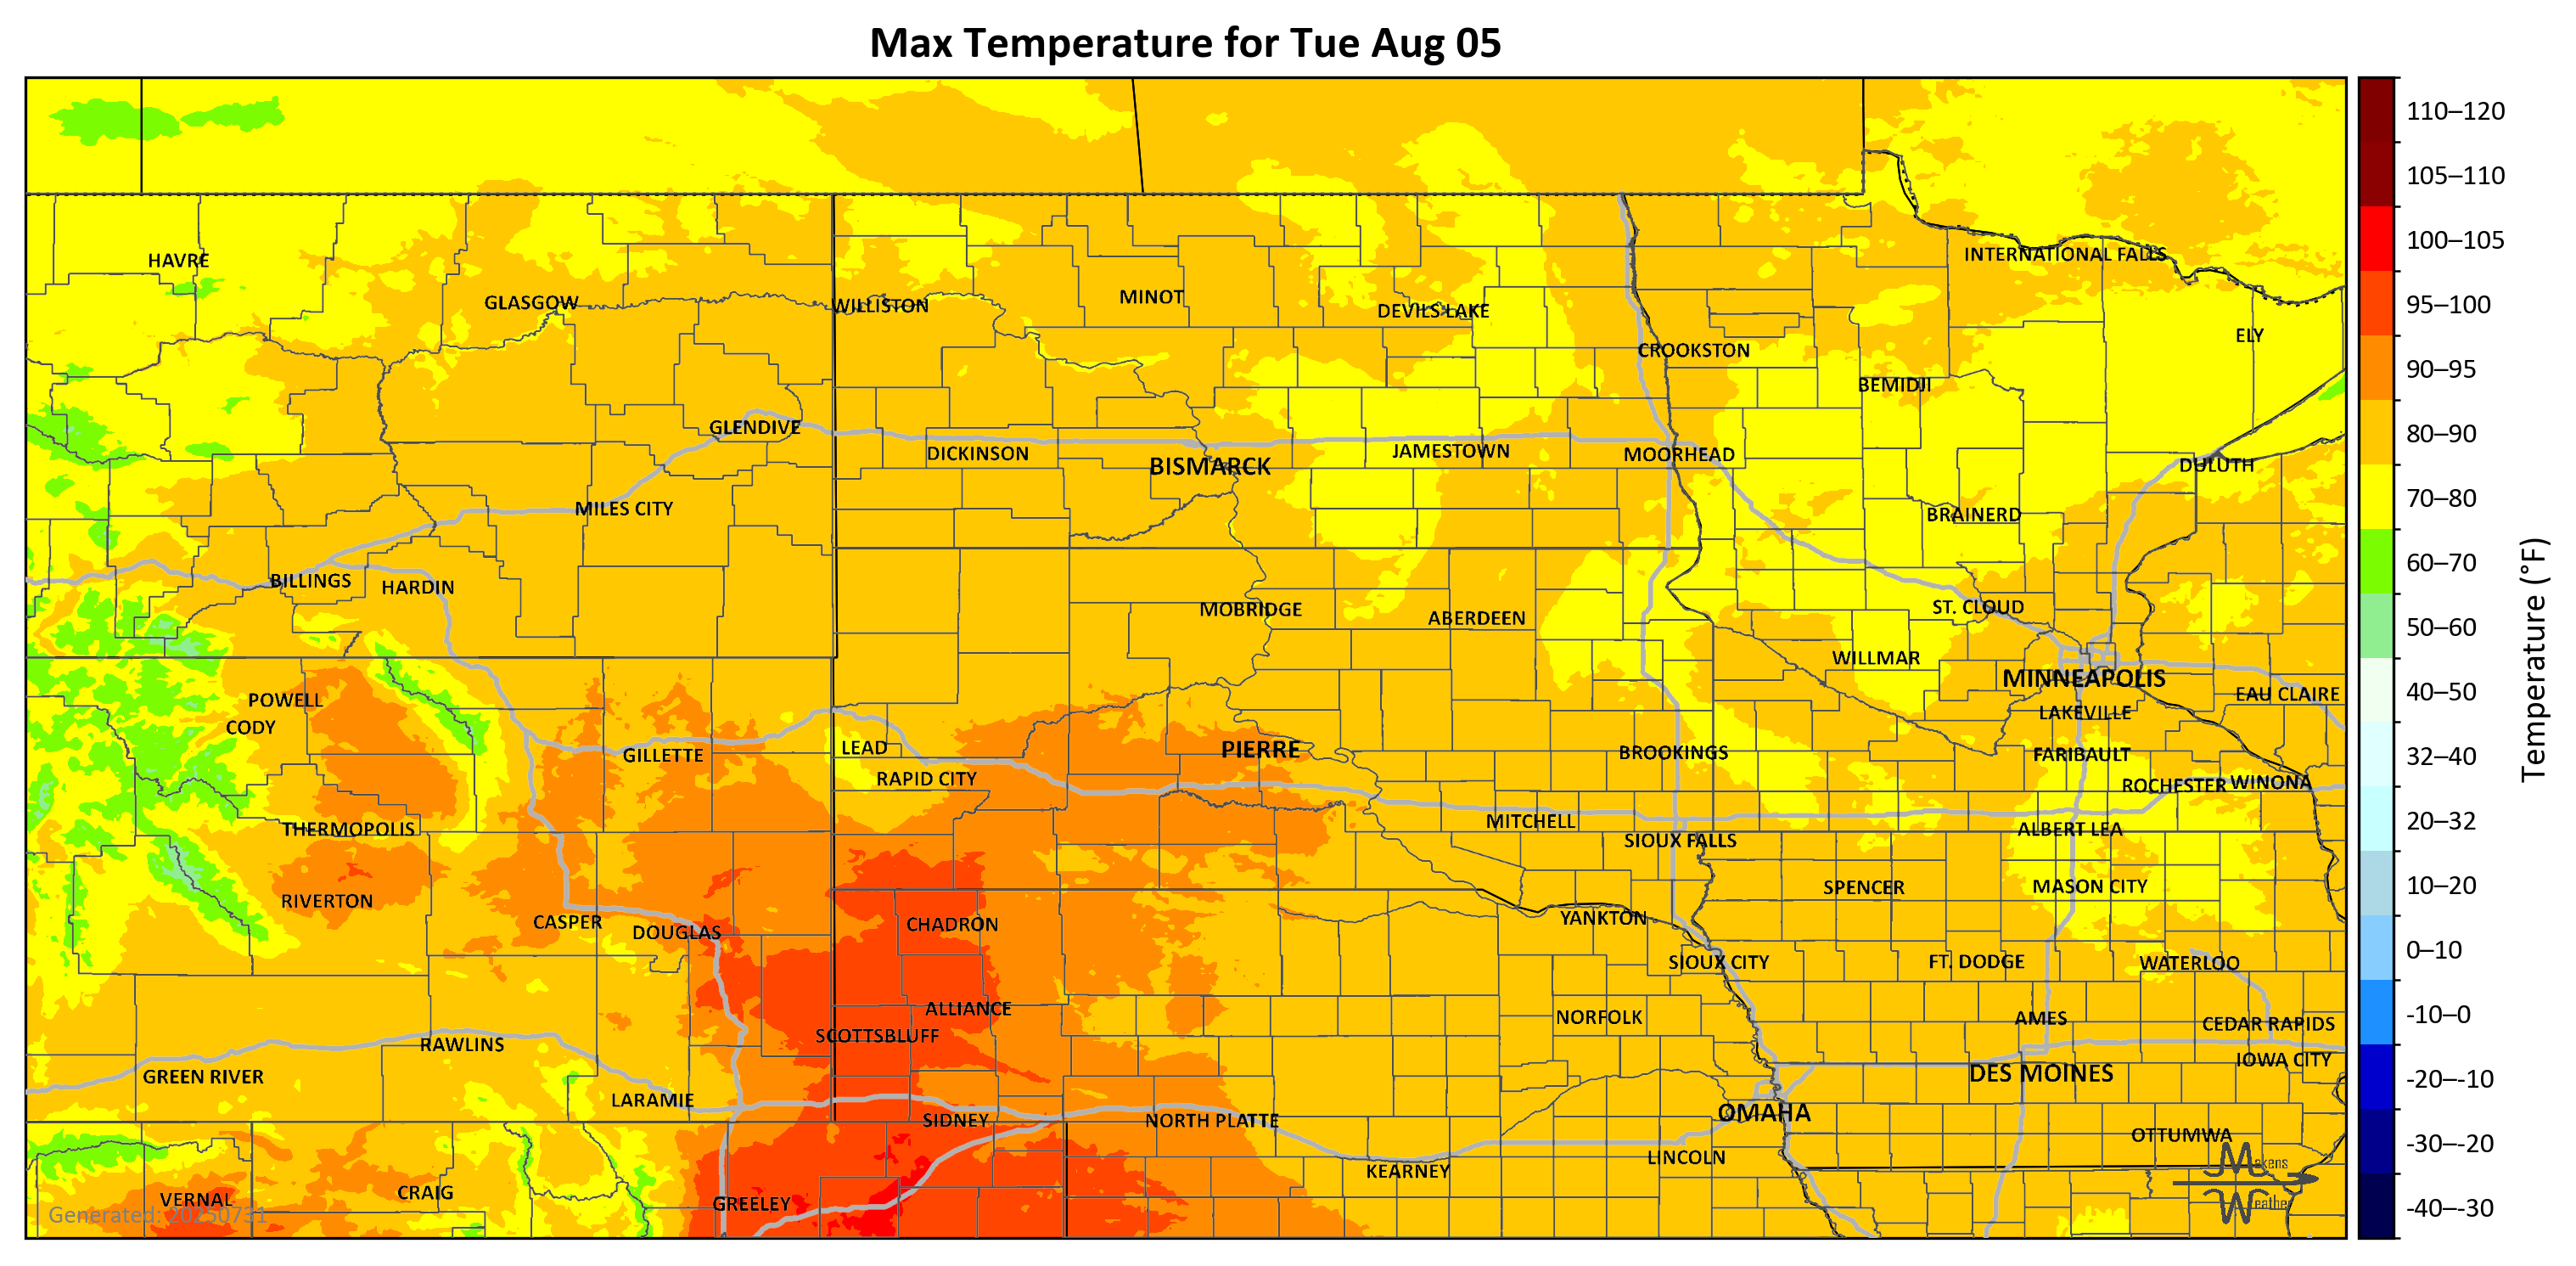 Max Temperature for Tue Aug 05
110–120
105–110
100–105
95–100
90–95
80–90
70–80
60–70
50–60
40–50
32–40
20–32
10–20
0–10
-10–0
-20–-10
-30–-20
-40–-30
Temperature (°F)
HAVRE
INTERNATIONAL FALLS
GLASGOW
WILLISTON
MINOT
DEVILS LAKE
ELY
CROOKSTON
BEMIDJI
GLENDIVE
DICKINSON
BISMARCK
JAMESTOWN
MOORHEAD
DULUTH
MILES CITY
BRAINERD
BILLINGS
HARDIN
MOBRIDGE
ABERDEEN
ST. CLOUD
WILLMAR
MINNEAPOLIS
EAU CLAIRE
POWELL
CODY
LAKEVILLE
GILLETTE
LEAD
PIERRE
BROOKINGS
FARIBAULT
RAPID CITY
ROCHESTER
WINONA
THERMOPOLIS
MITCHELL
SIOUX FALLS
ALBERT LEA
RIVERTON
SPENCER
MASON CITY
CASPER
DOUGLAS
CHADRON
YANKTON
SIOUX CITY
FT. DODGE
WATERLOO
ALLIANCE
SCOTTSBLUFF
NORFOLK
AMES
CEDAR RAPIDS
RAWLINS
IOWA CITY
GREEN RIVER
DES MOINES
LARAMIE
SIDNEY
NORTH PLATTE
OMAHA
OTTUMWA
KEARNEY
LINCOLN
VERNAL
CRAIG
GREELEY
Generated: 20250731
Makens
Weather